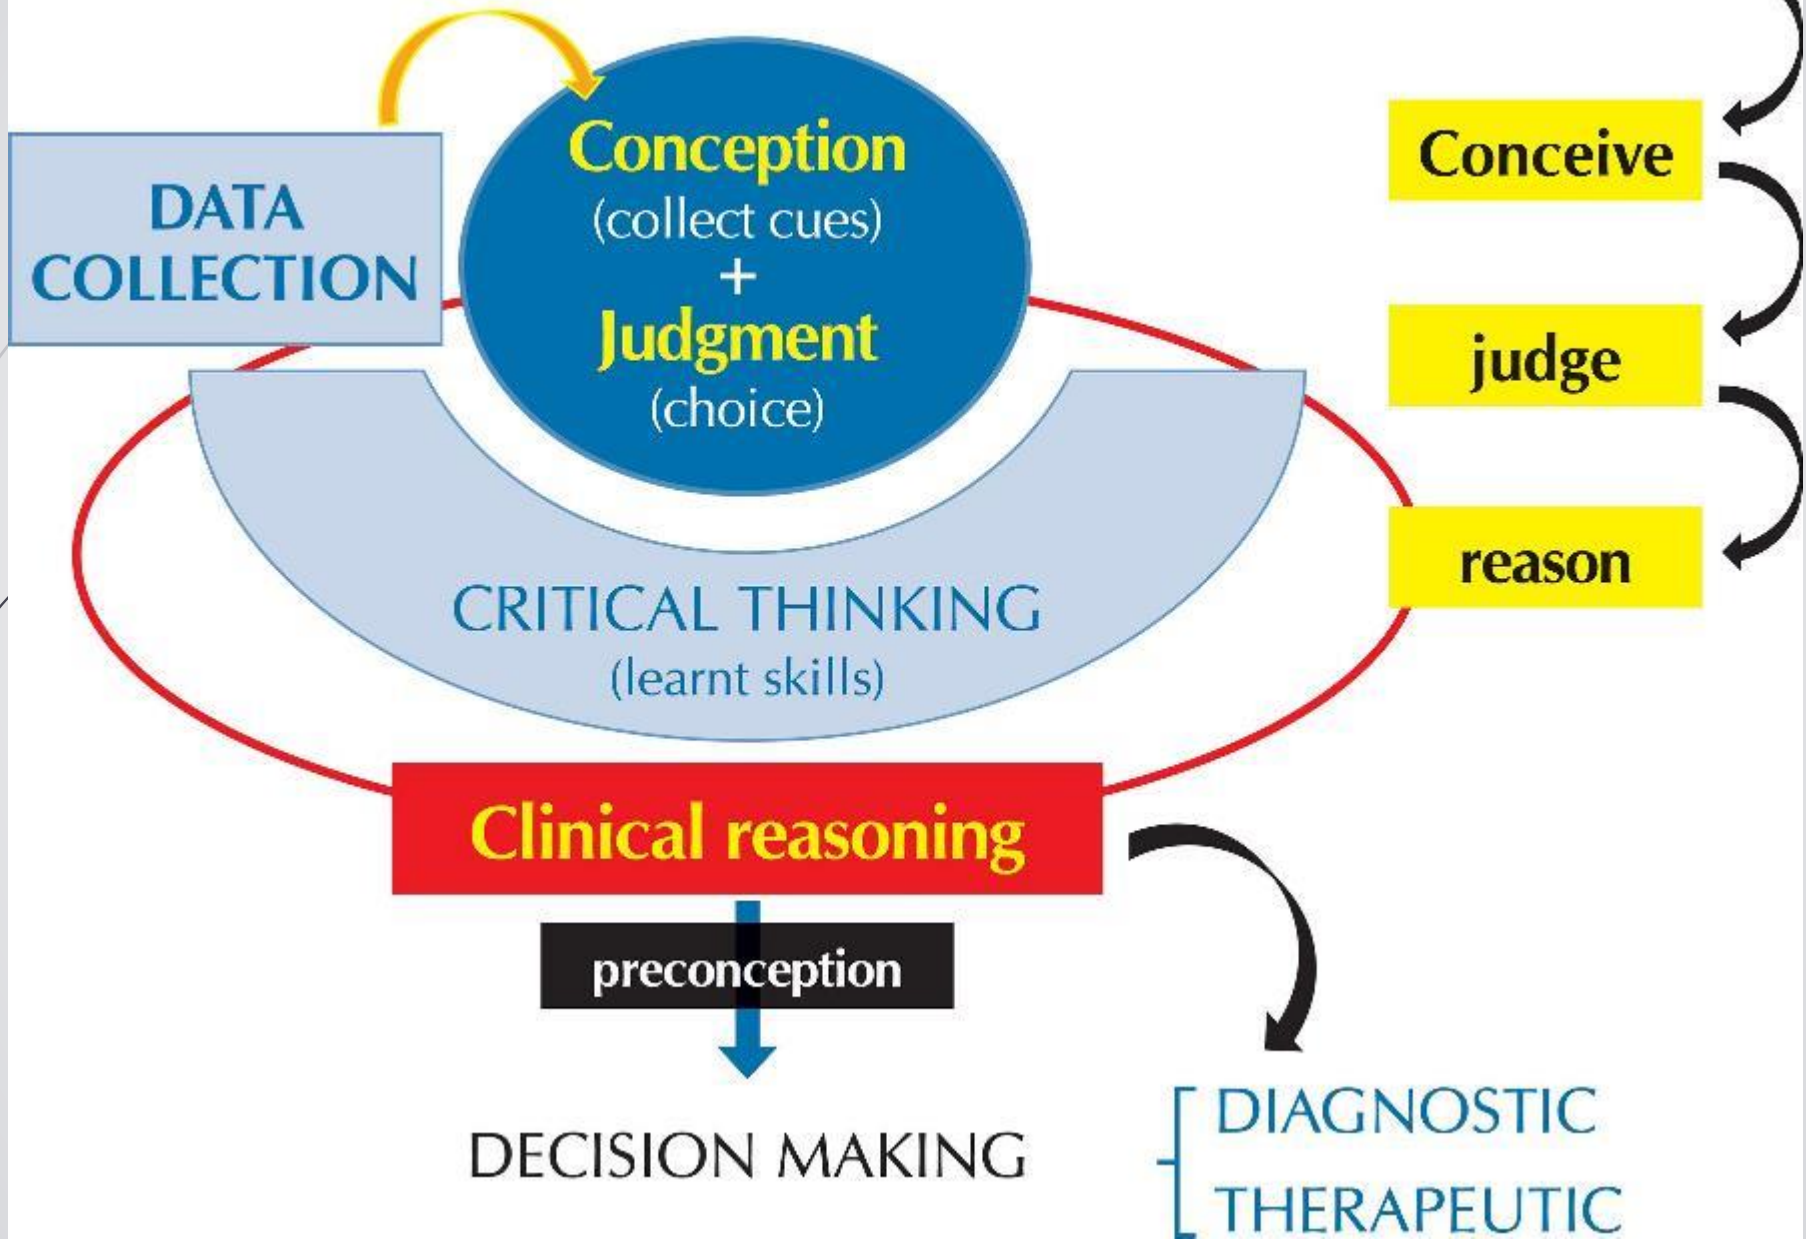 DATA
COLLECTION
Conception
(collect cues)
+
Judgment
(choice)
CRITICAL THINKING
(learnt skills)
Clinical reasoning
preconception
DECISION MAKING
DIAGNOSTIC
THERAPEUTIC
Conceive
judge
reason